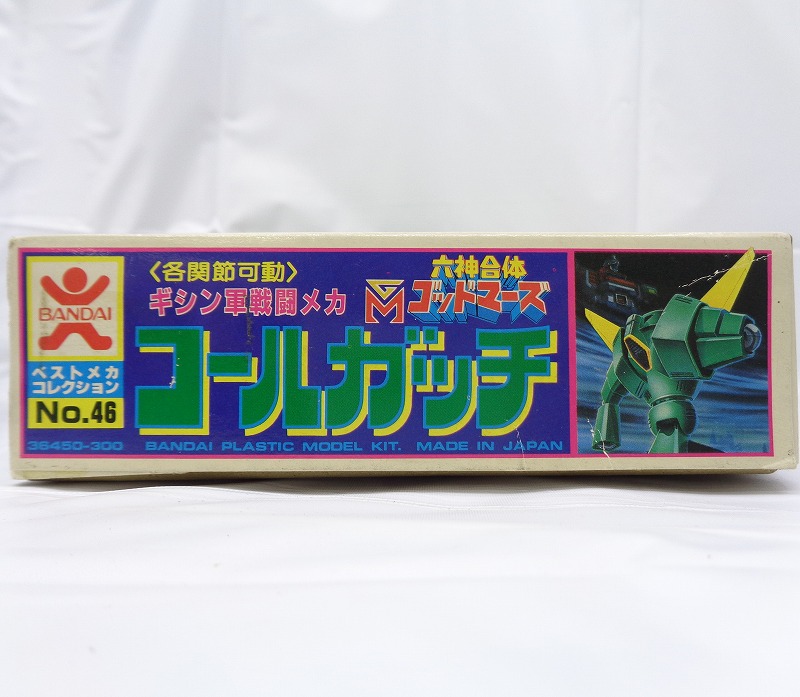 BANDAI
ベストメカ
コレクション
No.46
36450-300
〈各関節可動〉
ギシン軍戦闘メカ
GM
六神合体
ゴッドマーズ
コールガッチ
BANDAI PLASTIC MODEL KIT. MADE IN JAPAN